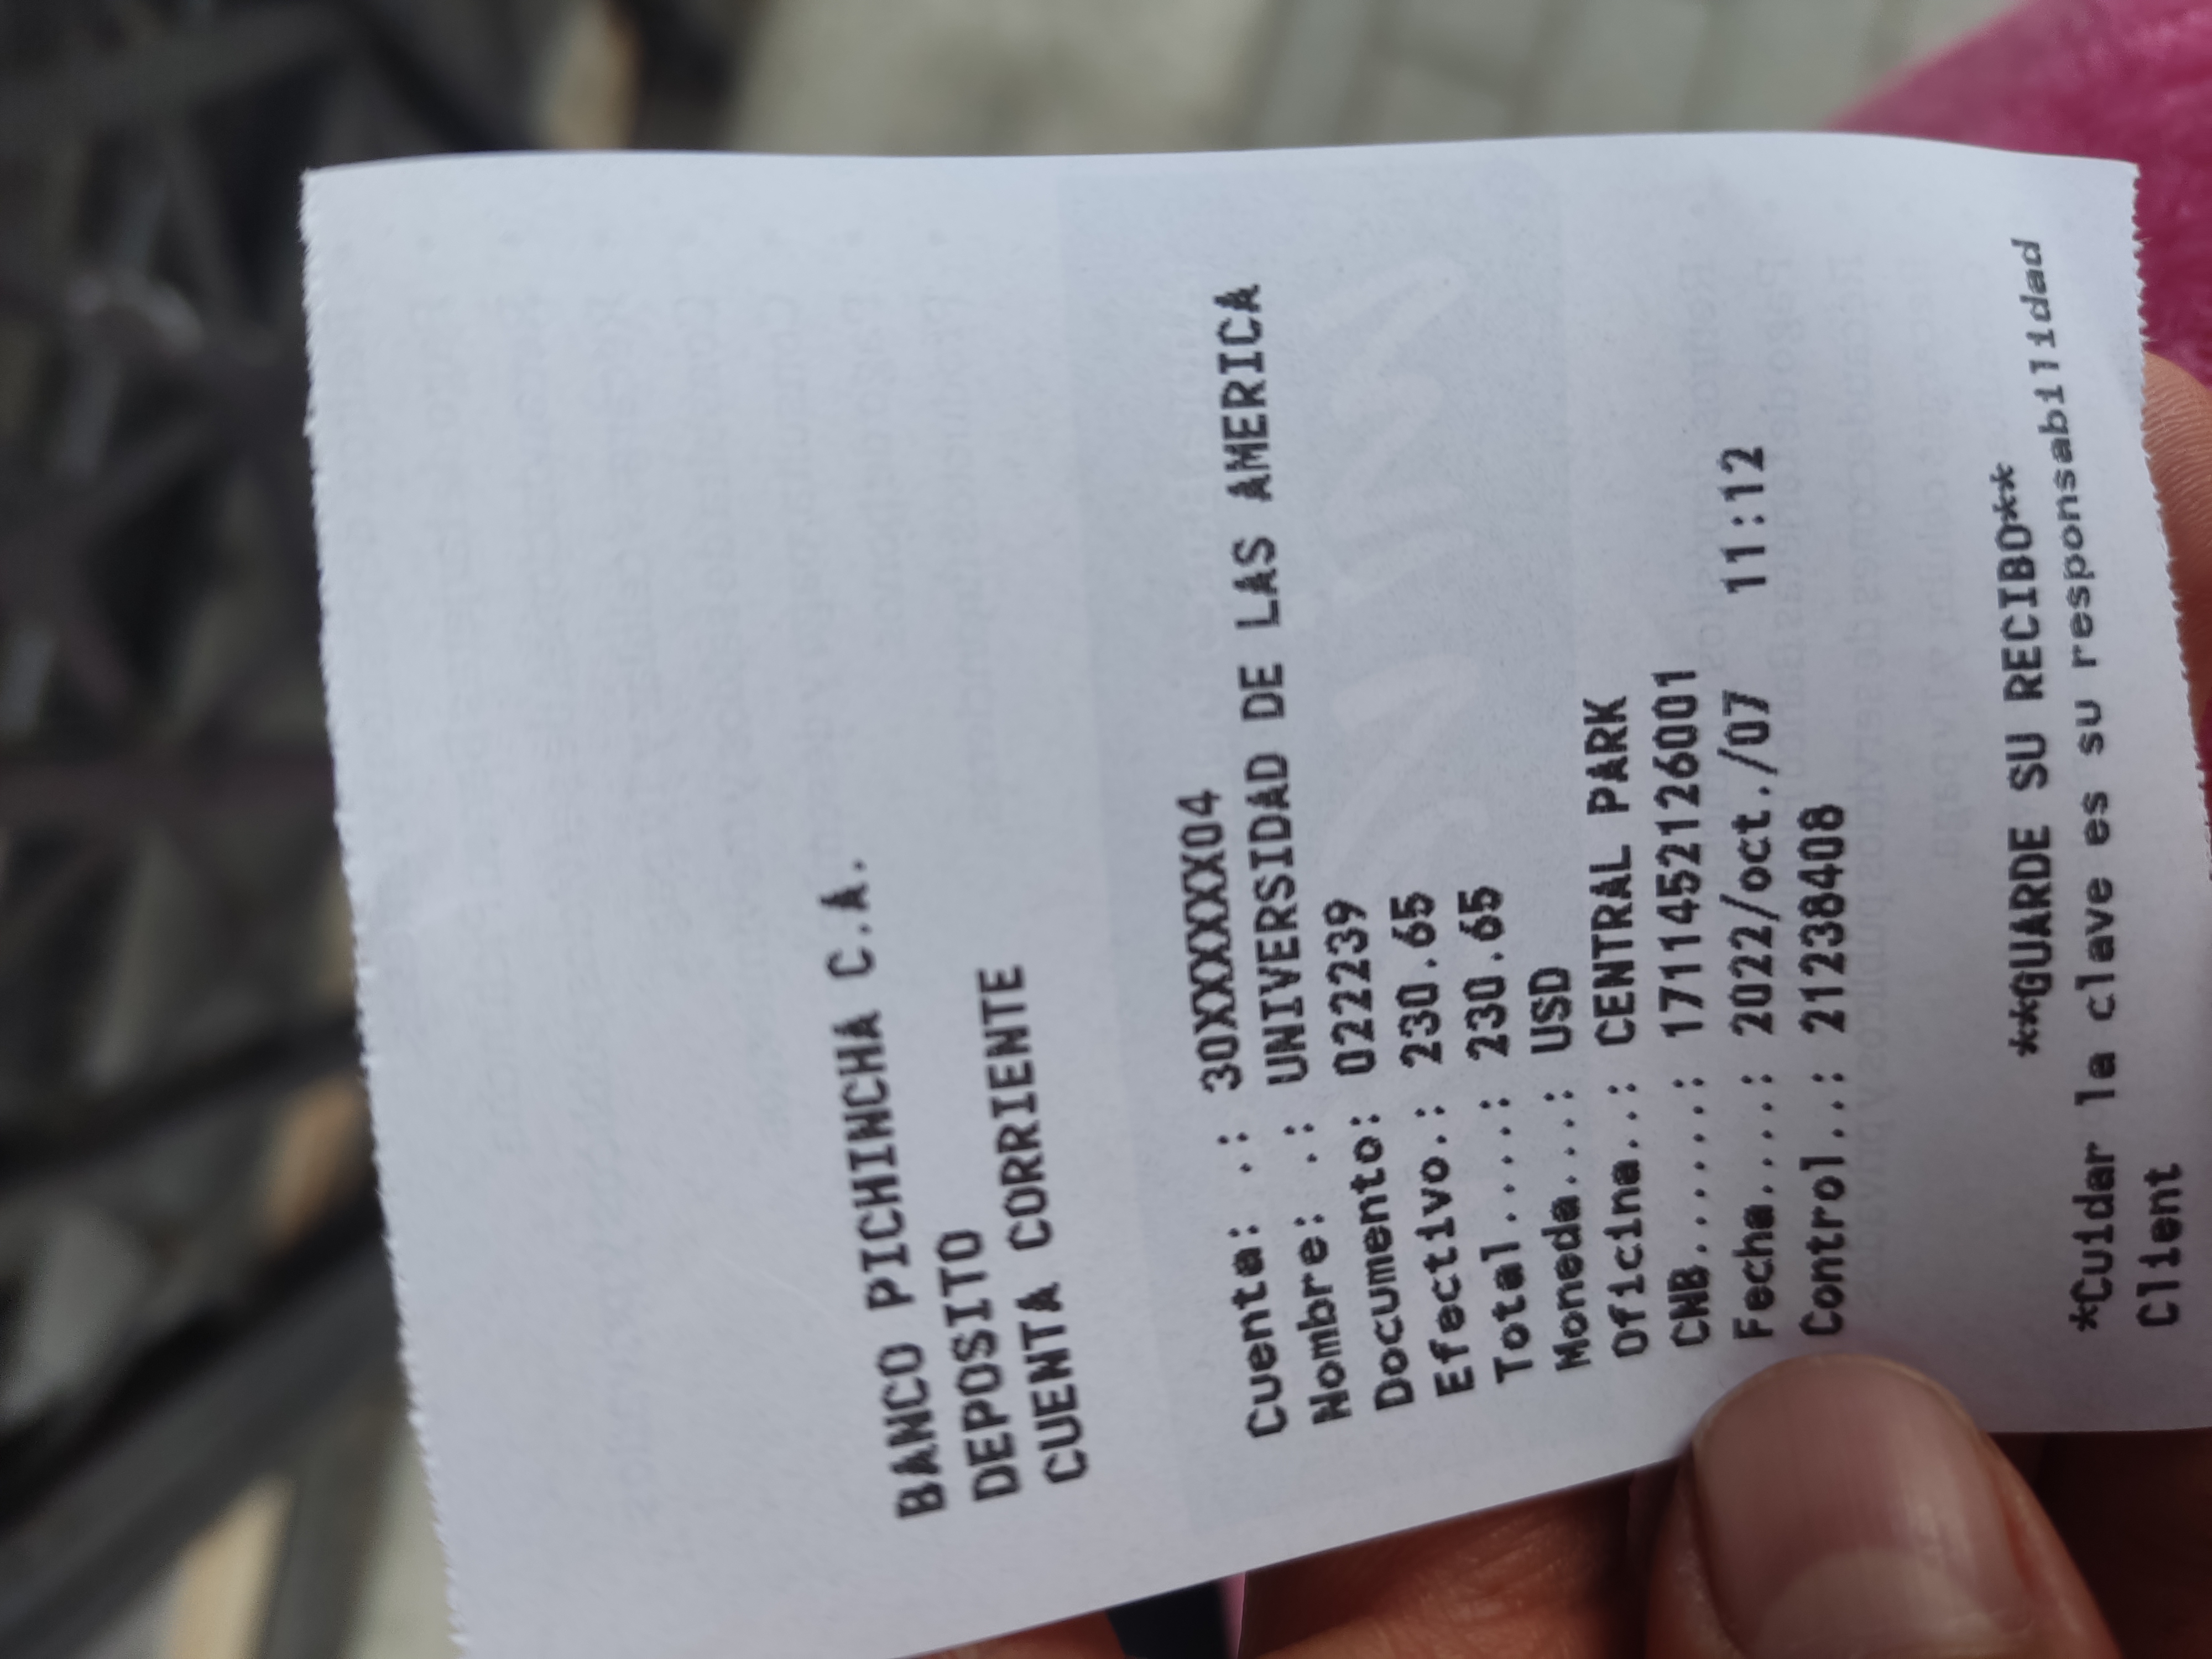 BANCO PICHINCHA C.A.
DEPOSITO
CUENTA CORRIENTE
Cuenta: .: 30XXXXXX04
Nombre: .: UNIVERSIDAD DE LAS AMERICA
Documento: 022239
Efectivo.: 230.65
Total.....: 230.65
Moneda....: USD
Oficina...: CENTRAL PARK
CNB.......: 1711452126001
Fecha.....: 2022/oct./07 11:12
Control..: 21238408
**GUARDE SU RECIBO**
*Cuidar la clave es su responsabilidad
Client